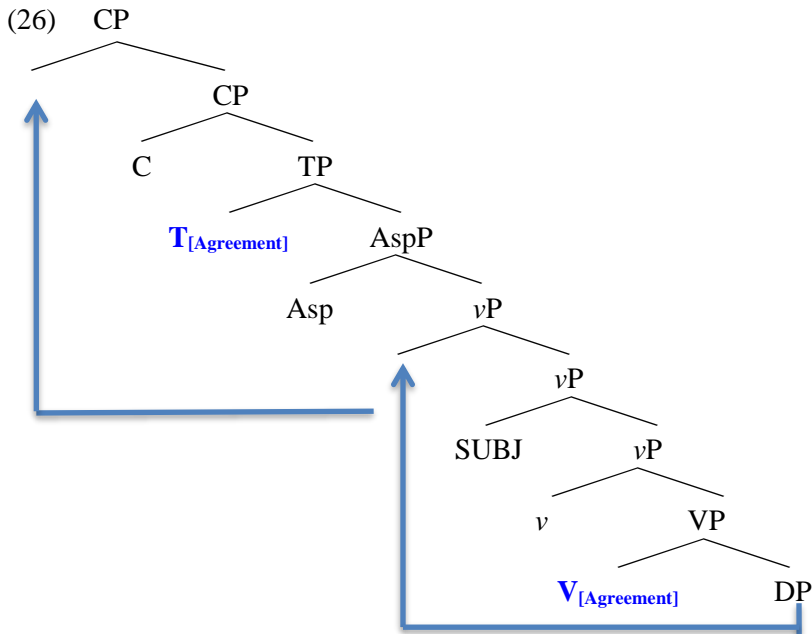 (26) CP
CP
C TP
T[Agreement] AspP
Asp vP
vP
SUBJ vP
v VP
V[Agreement] DP